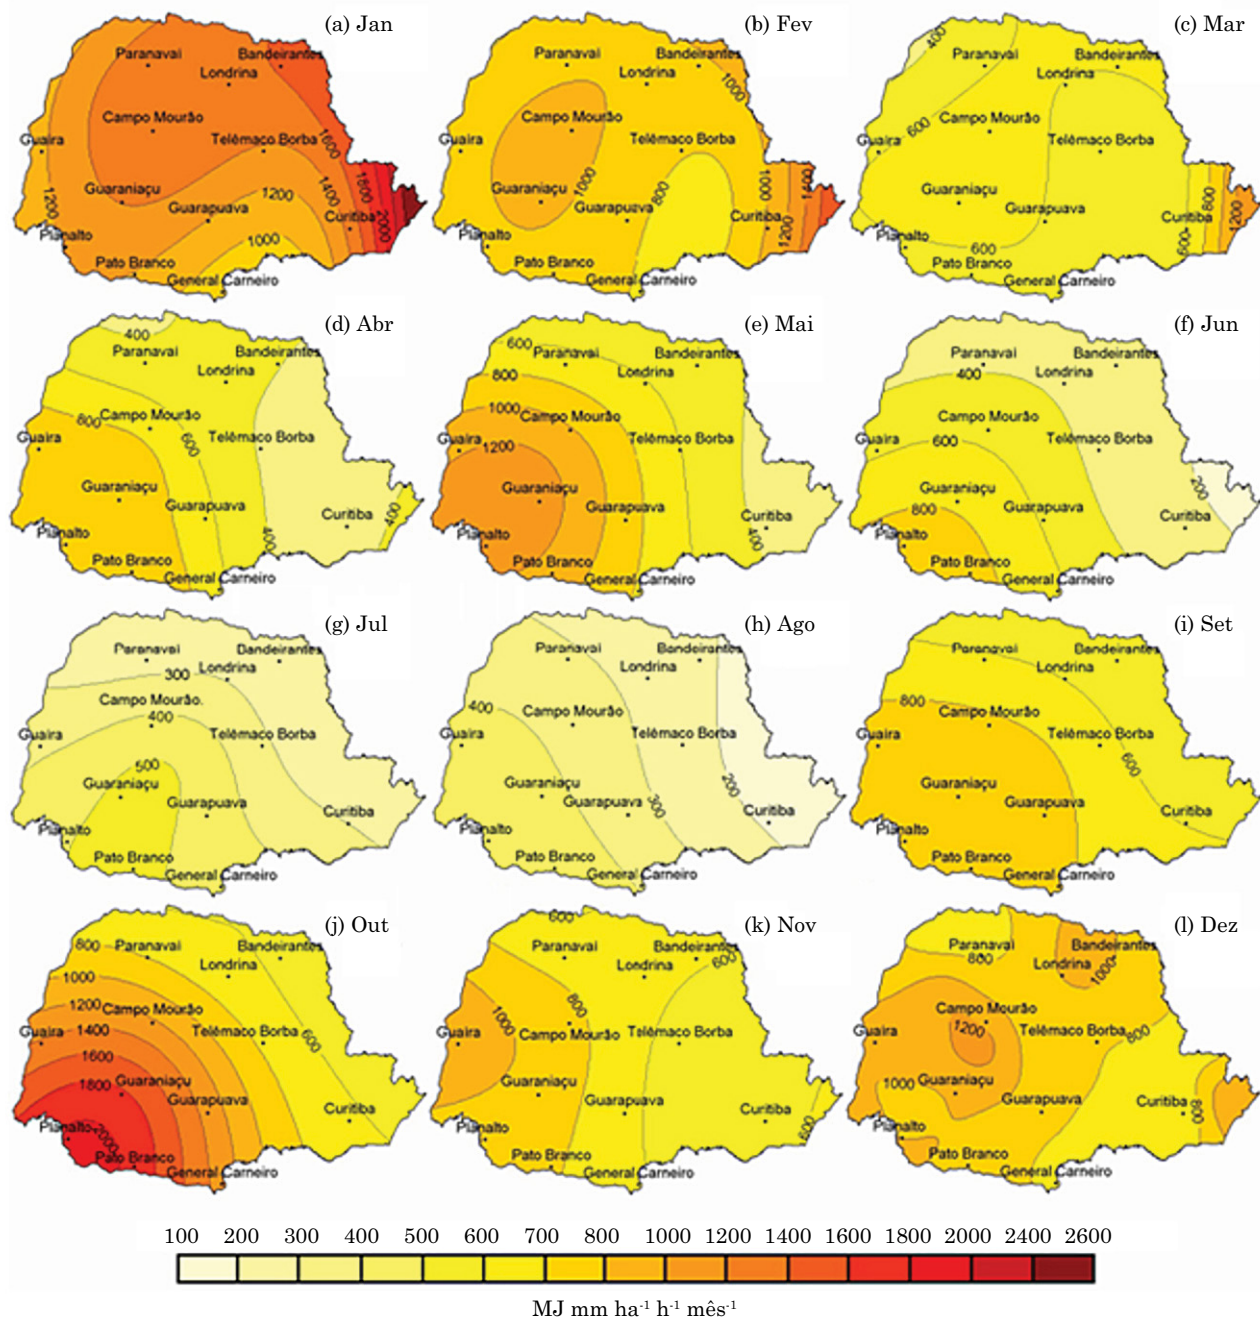 (a) Jan
Paranavaí
Bandeirantes
Londrina
Campo Mourão
Guaíra
Telêmaco Borba
1600
Guaraniaçu
1200
1200
1400
1800
2000
Guarapuava
Curitiba
Planalto
1000
Pato Branco
General Carneiro
(b) Fev
Paranavaí
Bandeirantes
Londrina
1000
Campo Mourão
Guaíra
Telêmaco Borba
Guaraniaçu
1000
800
1000
1400
Guarapuava
Curitiba
1200
Planalto
Pato Branco
General Carneiro
(c) Mar
400
Paranavaí
Bandeirantes
Londrina
600
Campo Mourão
Guaíra
Telêmaco Borba
Guaraniaçu
800
1200
Guarapuava
Curitiba
600
Planalto
600
Pato Branco
General Carneiro
(d) Abr
400
Paranavaí
Bandeirantes
Londrina
800
Campo Mourão
Guaíra
600
Telêmaco Borba
Guaraniaçu
Guarapuava
Curitiba
400
400
Planalto
Pato Branco
General Carneiro
(e) Mai
600
Paranavaí
Bandeirantes
Londrina
800
1000
Campo Mourão
Guaíra
1200
Telêmaco Borba
Guaraniaçu
Guarapuava
Curitiba
400
Planalto
Pato Branco
General Carneiro
(f) Jun
Paranavaí
Bandeirantes
400
Londrina
Campo Mourão
Guaíra
600
Telêmaco Borba
Guaraniaçu
200
800
Guarapuava
Curitiba
Planalto
Pato Branco
General Carneiro
(g) Jul
Paranavaí
Bandeirantes
300
Londrina
Campo Mourão
400
Guaíra
Telêmaco Borba
500
Guaraniaçu
Guarapuava
Curitiba
Planalto
Pato Branco
General Carneiro
(h) Ago
Paranavaí
Bandeirantes
Londrina
400
Campo Mourão
Guaíra
Telêmaco Borba
Guaraniaçu
200
Guarapuava
300
Curitiba
Planalto
Pato Branco
General Carneiro
(i) Set
Paranavaí
Bandeirantes
Londrina
800
Campo Mourão
Guaíra
Telêmaco Borba
600
Guaraniaçu
Guarapuava
Curitiba
Planalto
Pato Branco
General Carneiro
(j) Out
800
Paranavaí
Bandeirantes
Londrina
1000
1200
Campo Mourão
Guaíra
1400
Telêmaco Borba
600
1600
1800
Guaraniaçu
Guarapuava
Curitiba
Planalto
2000
Pato Branco
General Carneiro
(k) Nov
600
Paranavaí
Bandeirantes
600
Londrina
800
1000
Campo Mourão
Guaíra
Telêmaco Borba
Guaraniaçu
Guarapuava
Curitiba
600
Planalto
Pato Branco
General Carneiro
(l) Dez
Paranavaí
Bandeirantes
800
Londrina
1000
Campo Mourão
Guaíra
1200
Telêmaco Borba
800
1000
Guaraniaçu
Guarapuava
Curitiba
800
Planalto
Pato Branco
General Carneiro
100 200 300 400 500 600 700 800 1000 1200 1400 1600 1800 2000 2400 2600
MJ mm ha⁻¹ h⁻¹ mês⁻¹